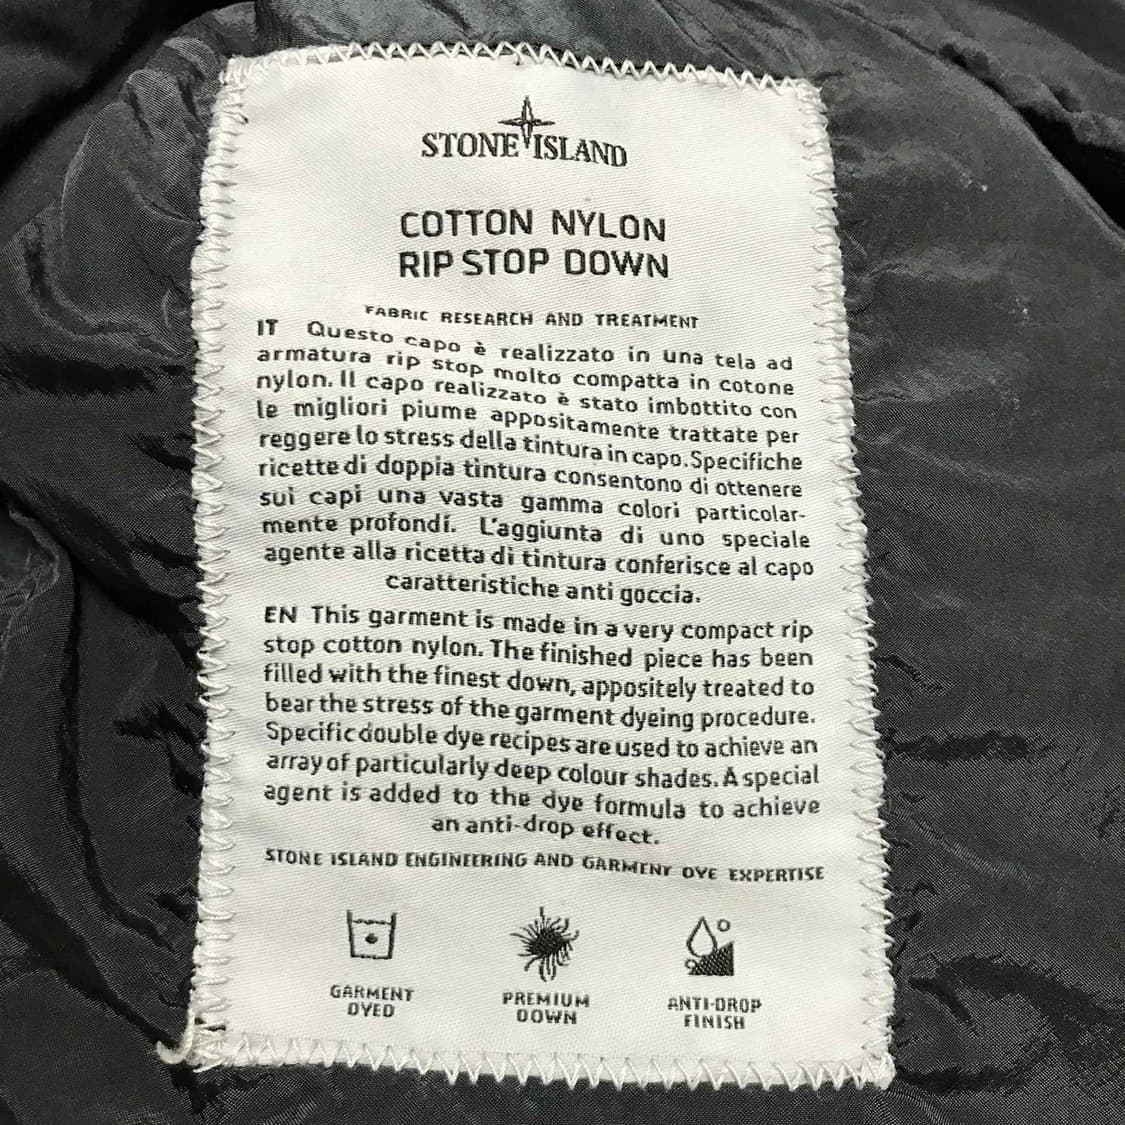 STONE ISLAND
COTTON NYLON
RIP STOP DOWN
FABRIC RESEARCH AND TREATMENT
IT Questo capo è realizzato in una tela ad
armatura rip stop molto compatta in cotone
nylon. Il capo realizzato è stato imbottito con
le migliori piume appositamente trattate per
reggere lo stress della tintura in capo. Specifiche
ricette di doppia tintura consentono di ottenere
sui capi una vasta gamma colori particolar-
mente profondi. L'aggiunta di uno speciale
agente alla ricetta di tintura conferisce al capo
caratteristiche anti goccia.
EN This garment is made in a very compact rip
stop cotton nylon. The finished piece has been
filled with the finest down, appositely treated to
bear the stress of the garment dyeing procedure.
Specific double dye recipes are used to achieve an
array of particularly deep colour shades. A special
agent is added to the dye formula to achieve
an anti-drop effect.
STONE ISLAND ENGINEERING AND GARMENT DYE EXPERTISE
GARMENT
DYED
PREMIUM
DOWN
ANTI-DROP
FINISH